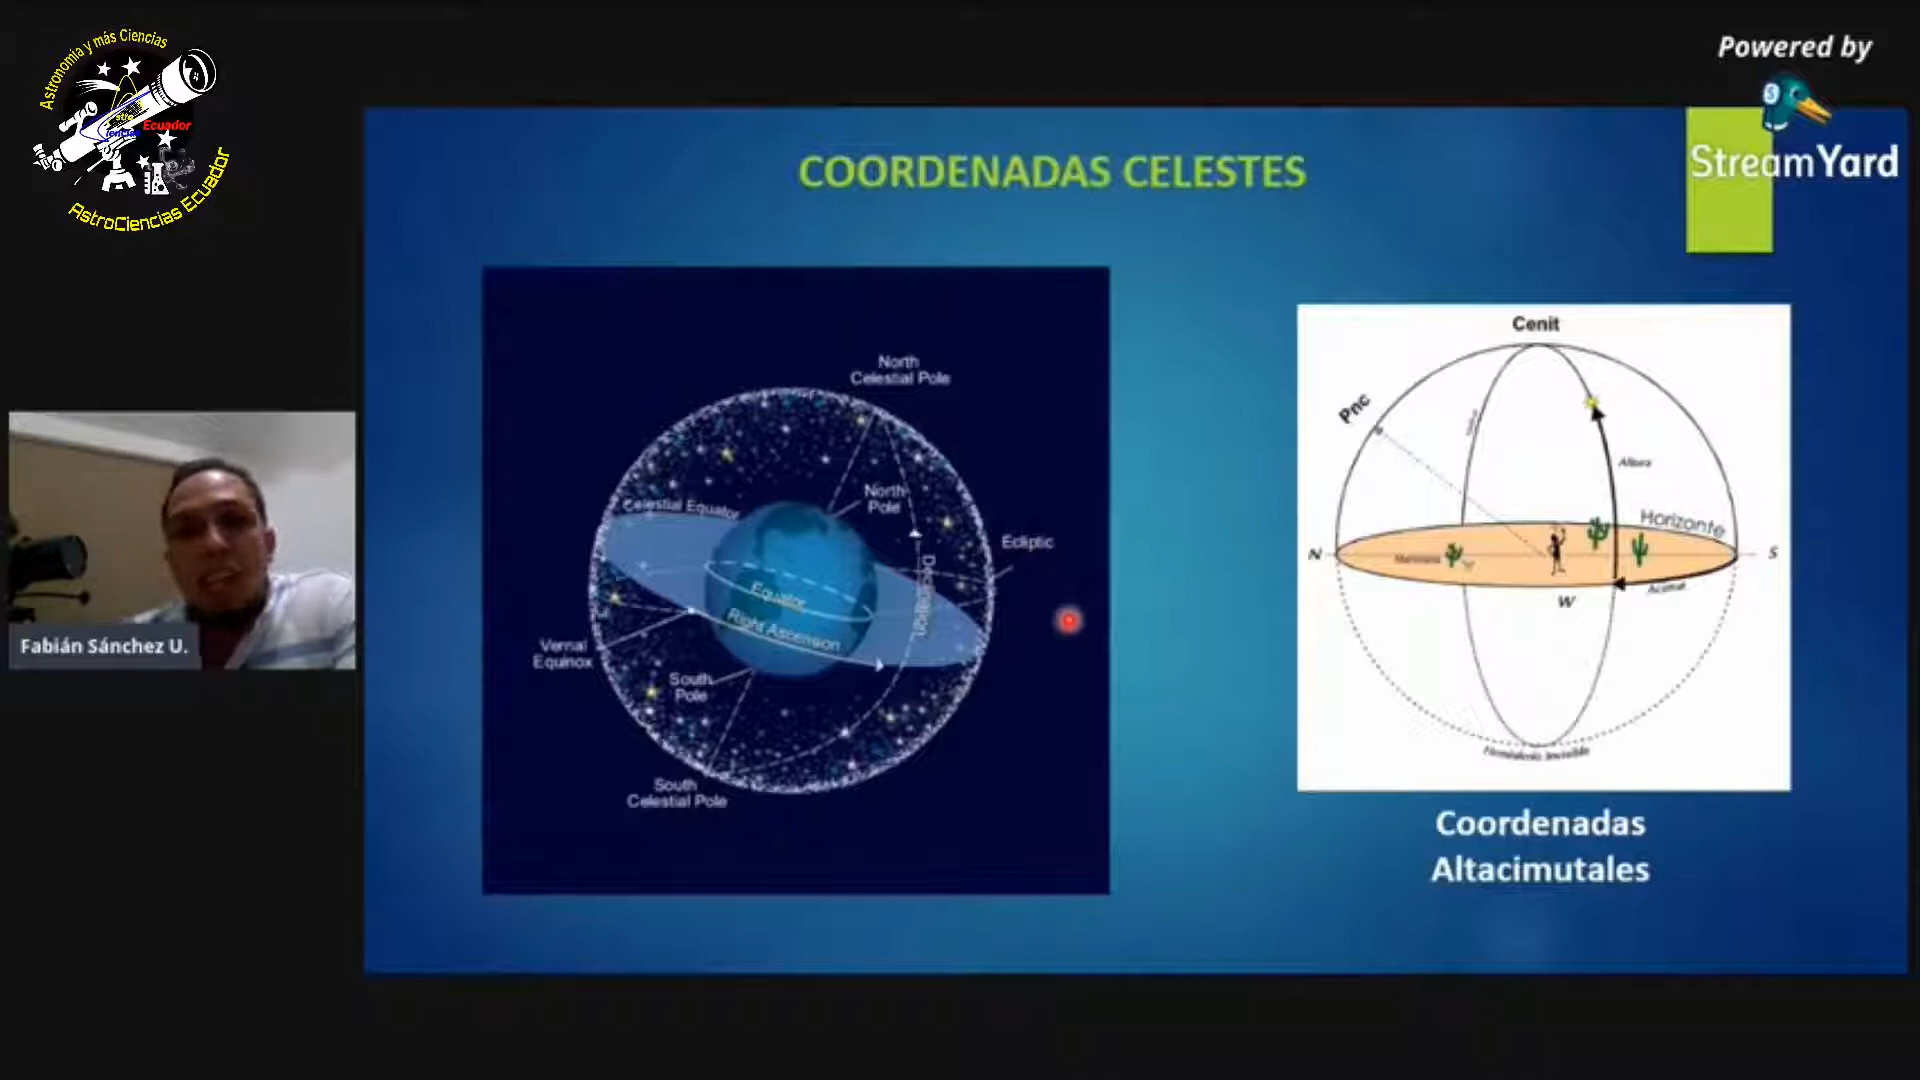 Astronomía y más Ciencias
Ecuador
AstroCiencias Ecuador
Powered by
StreamYard
COORDENADAS CELESTES
North
Celestial Pole
North
Pole
Celestial Equator
Ecliptic
Declination
Equator
Right Ascension
Vernal
Equinox
South
Pole
South
Celestial Pole
Cenit
Pnc
Altura
Horizonte
N
S
Acimut
W
Hemisferio Invisible
Coordenadas
Altacimutales
Fabián Sánchez U.